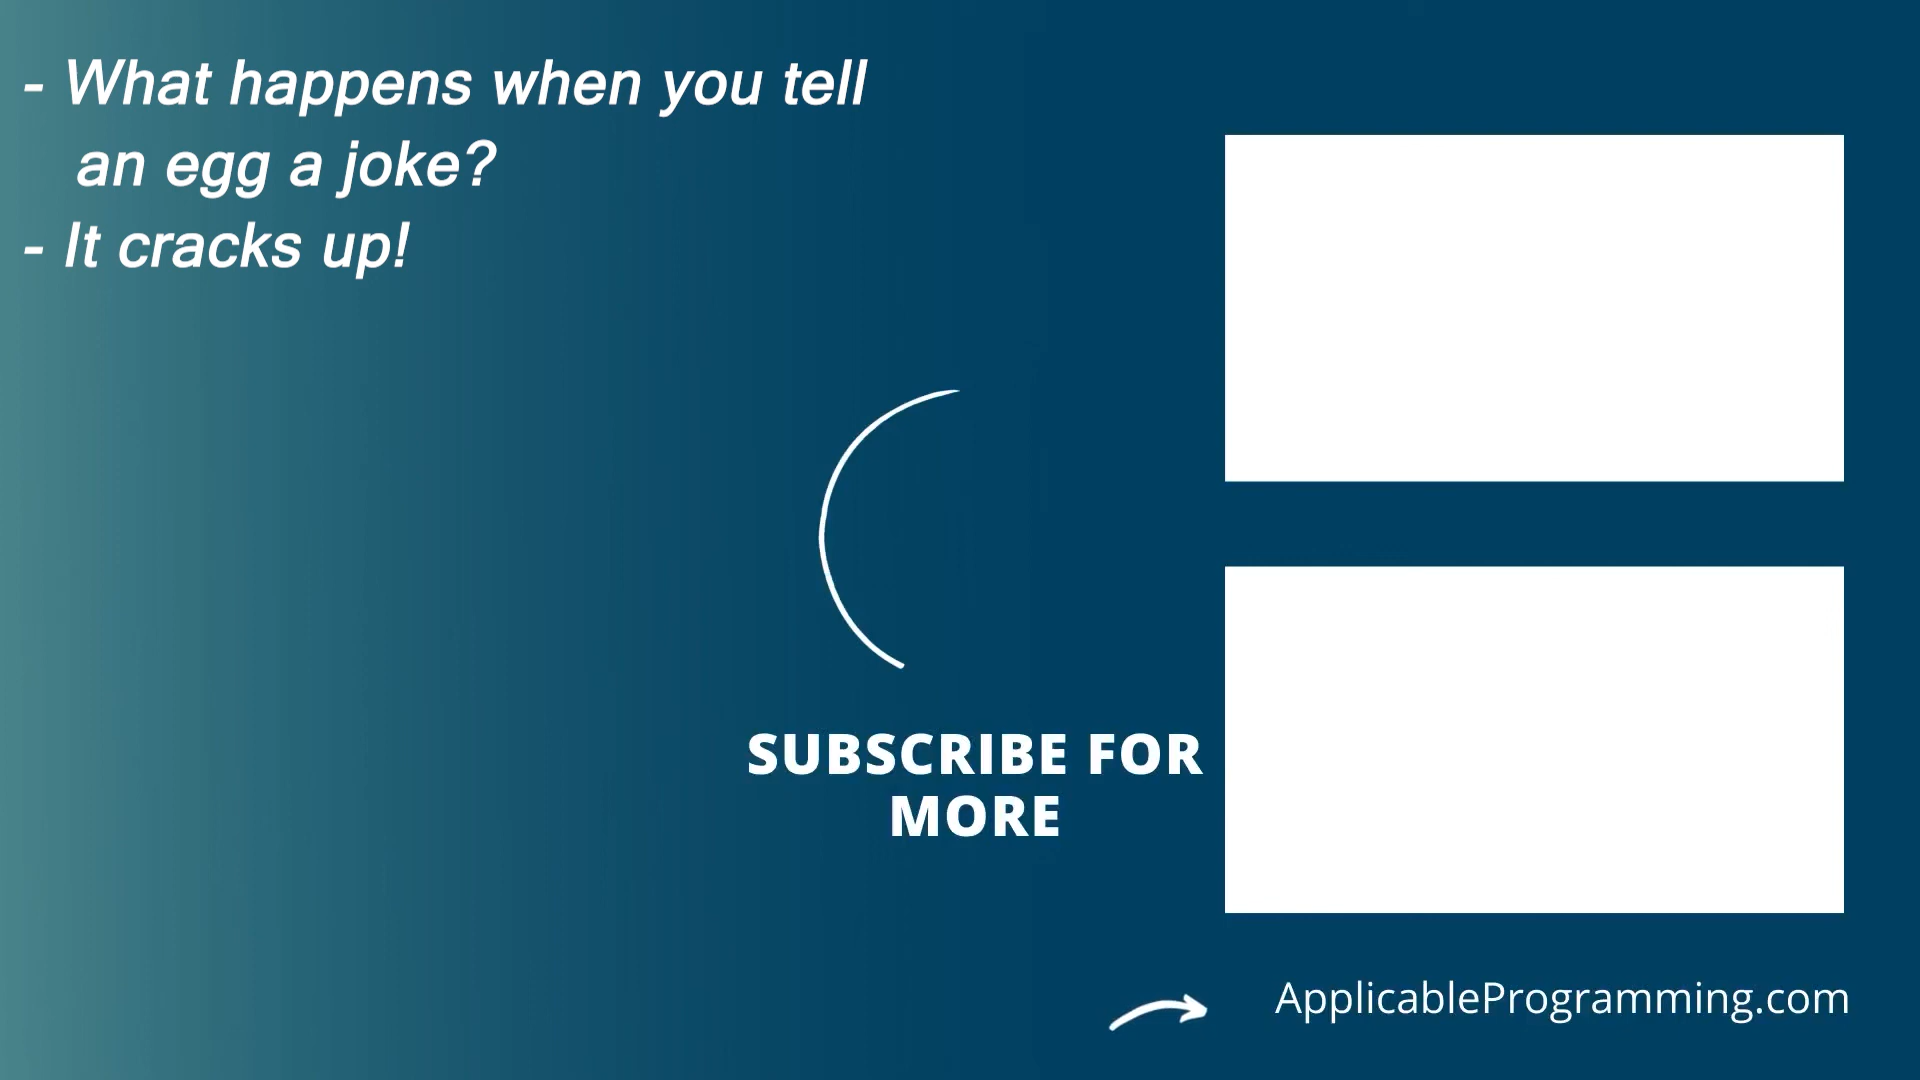 - What happens when you tell
an egg a joke?
- It cracks up!
SUBSCRIBE FOR
MORE
ApplicableProgramming.com